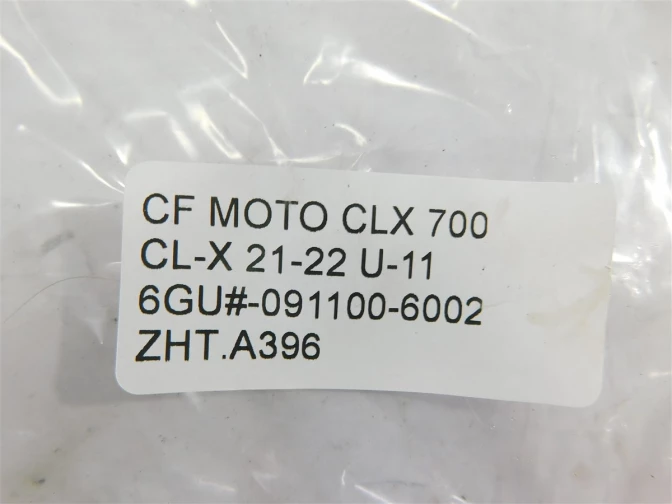 CF MOTO CLX 700
CL-X 21-22 U-11
6GU#-091100-6002
ZHT.A396